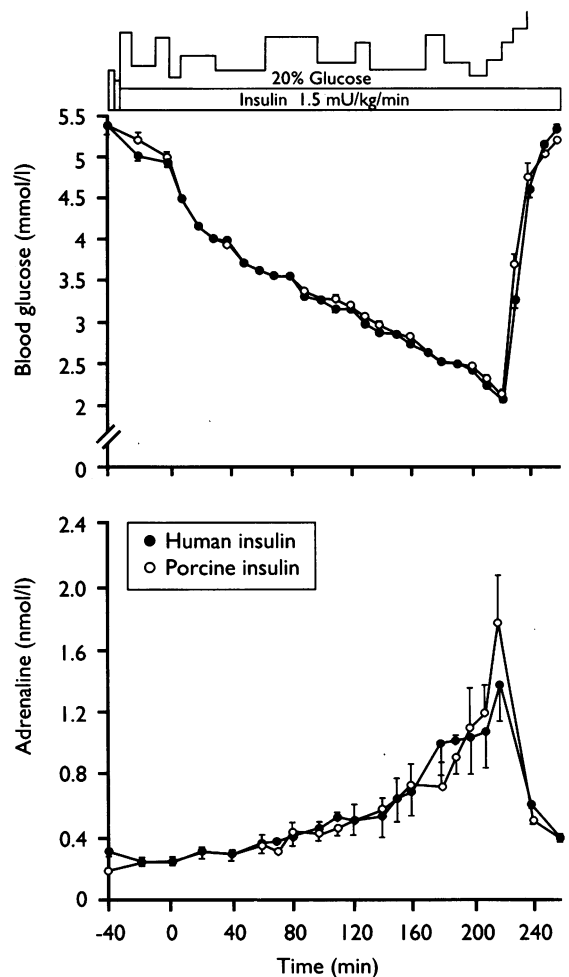 20% Glucose
Insulin 1.5 mU/kg/min
Blood glucose (mmol/l)
5.5
5
4.5
4
3.5
3
2.5
2
0
Adrenaline (nmol/l)
2.4
2.0
1.6
1.2
0.8
0.4
0
Human insulin
Porcine insulin
-40 0 40 80 120 160 200 240
Time (min)